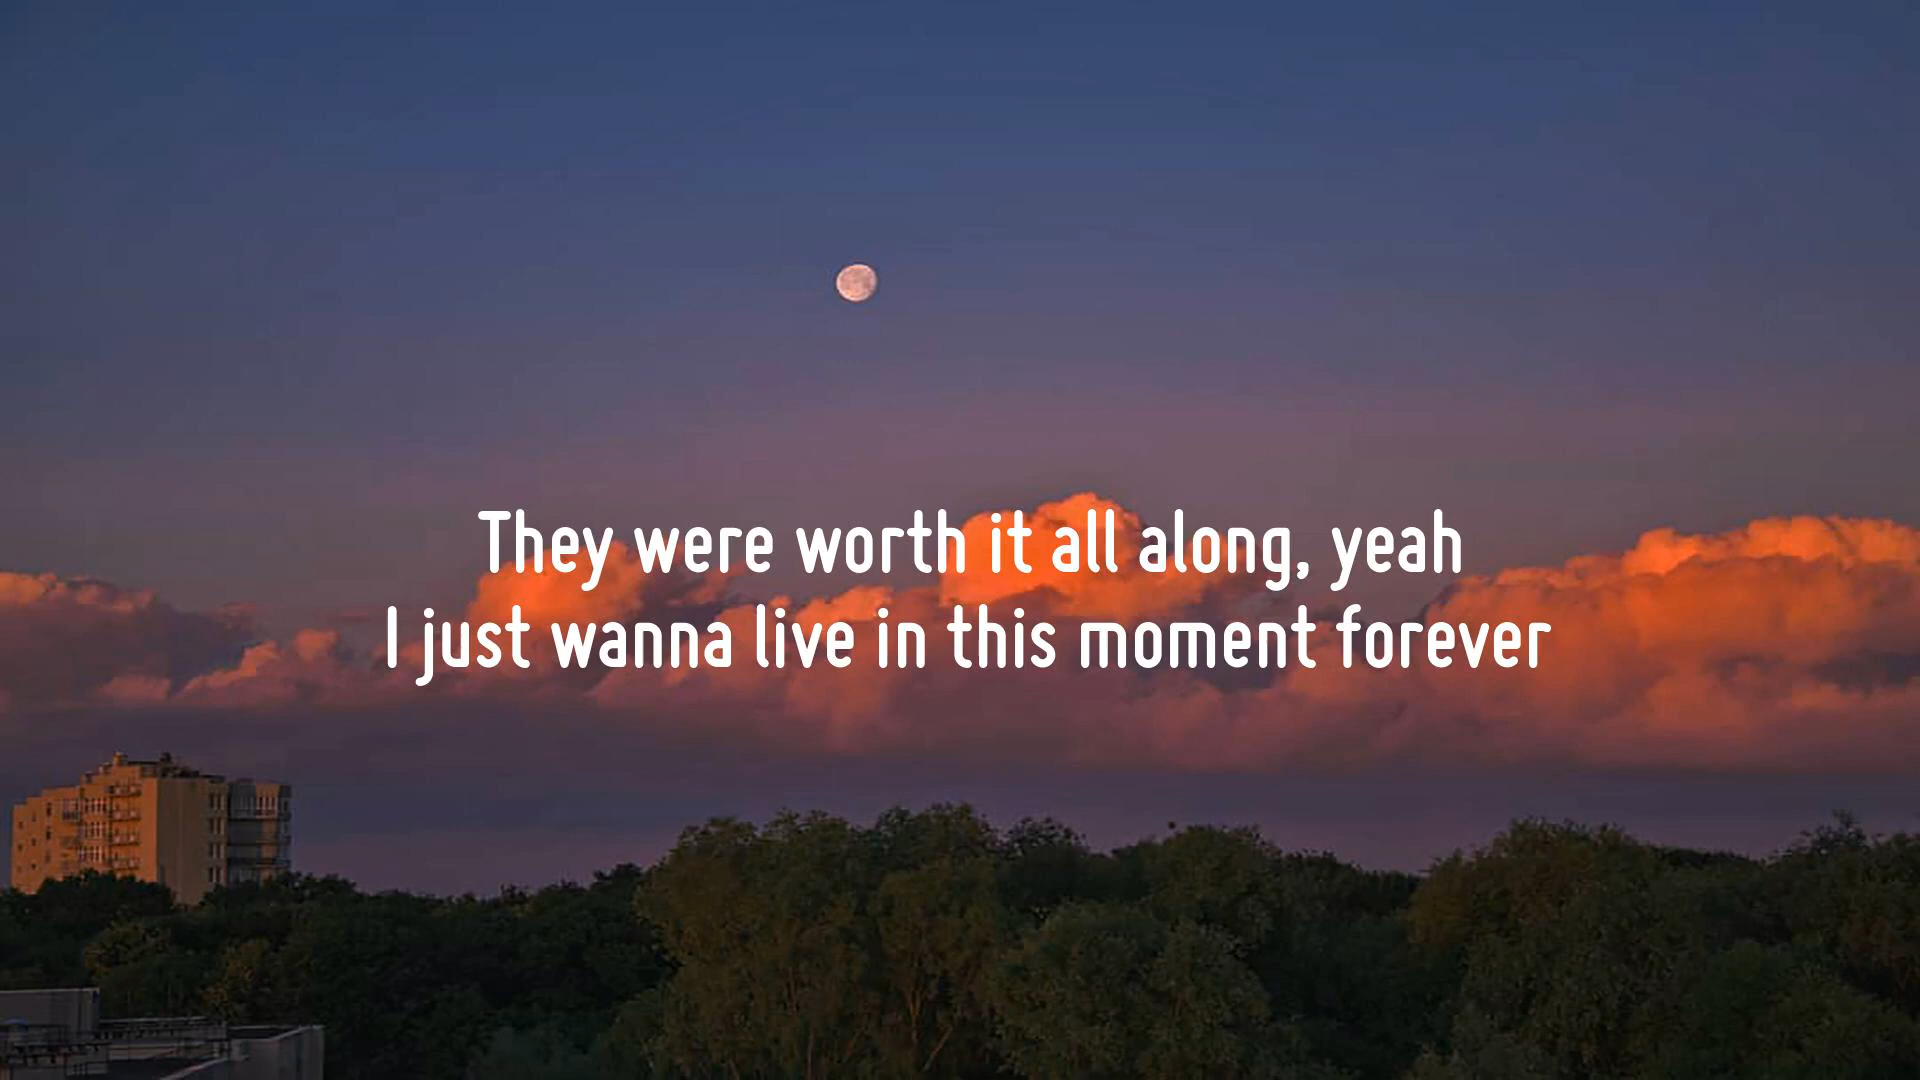 They were worth it all along, yeah
I just wanna live in this moment forever